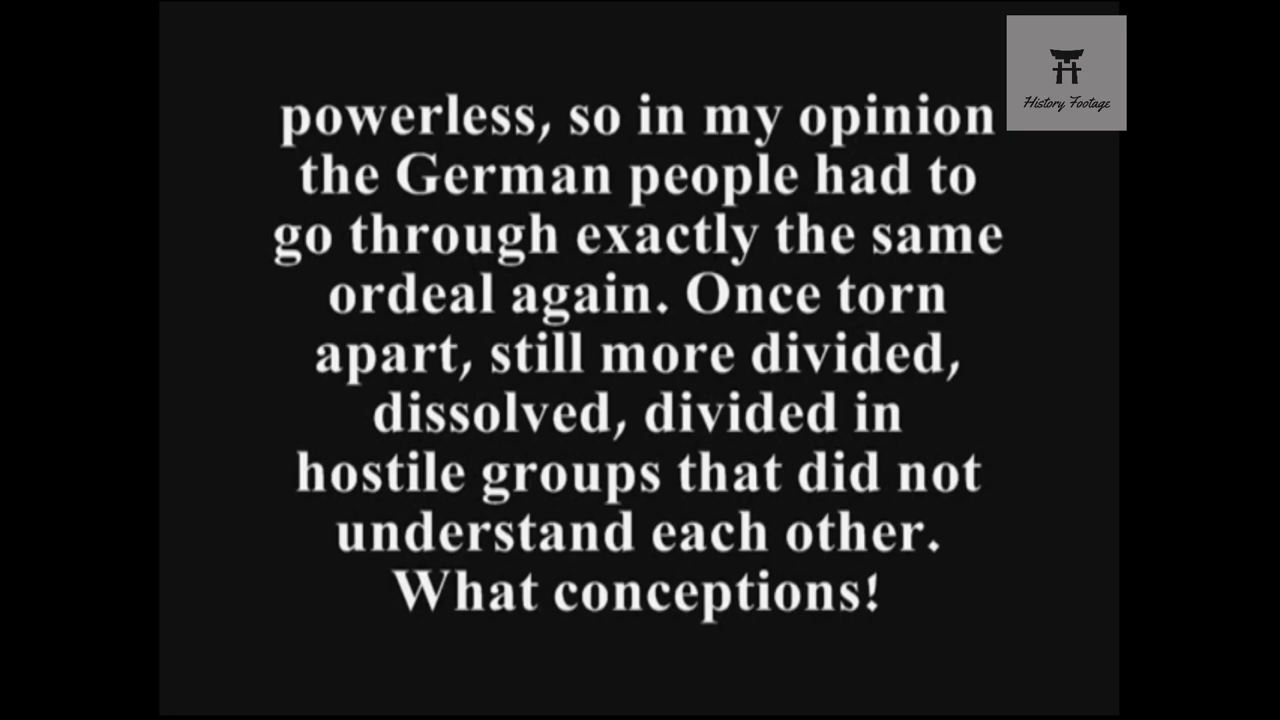 powerless, so in my opinion
the German people had to
go through exactly the same
ordeal again. Once torn
apart, still more divided,
dissolved, divided in
hostile groups that did not
understand each other.
What conceptions!
History Footage